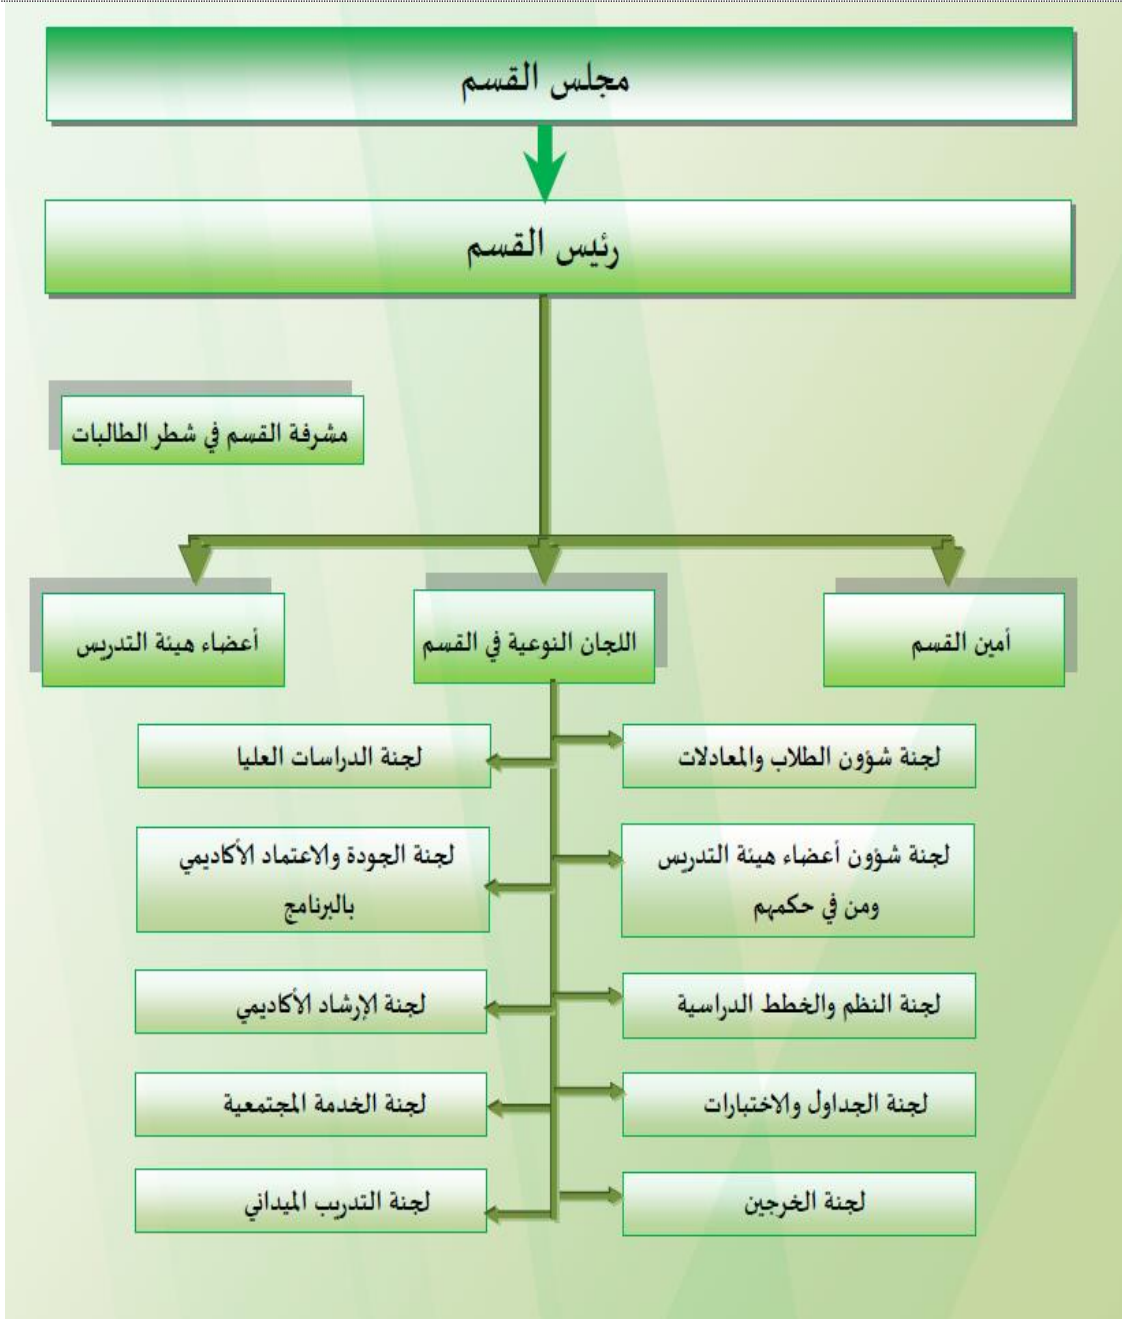 مجلس القسم
رئيس القسم
مشرفة القسم في شطر الطالبات
أمين القسم
اللجان النوعية في القسم
أعضاء هيئة التدريس
لجنة شؤون الطلاب والمعادلات
لجنة الدراسات العليا
لجنة شؤون أعضاء هيئة التدريس
ومن في حكمهم
لجنة الجودة والاعتماد الأكاديمي
بالبرنامج
لجنة النظم والخطط الدراسية
لجنة الإرشاد الأكاديمي
لجنة الجداول والاختبارات
لجنة الخدمة المجتمعية
لجنة الخرجين
لجنة التدريب الميداني